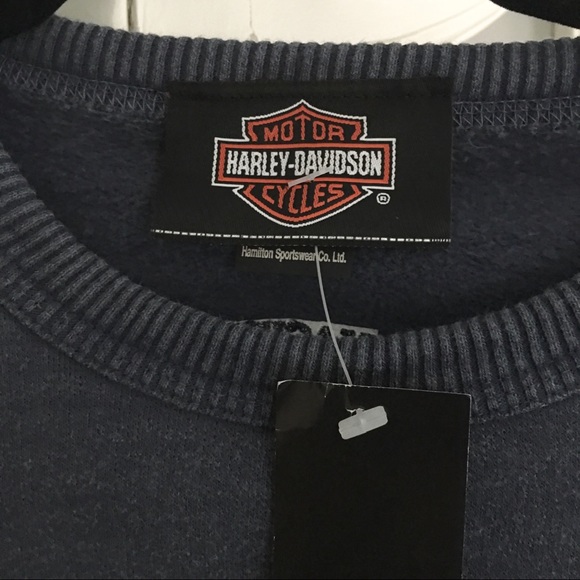 MOTOR
HARLEY-DAVIDSON
CYCLES
®
Hamilton Sportswear Co. Ltd.